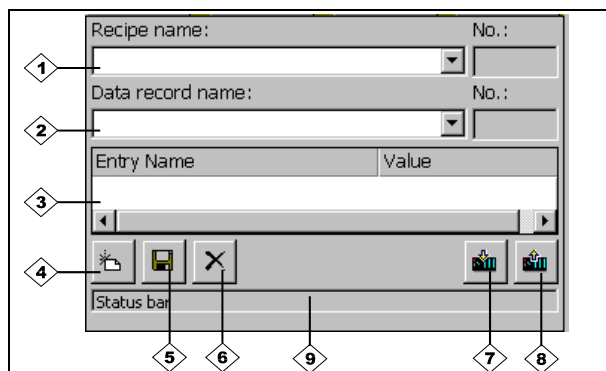 Recipe name: No.:
1
Data record name: No.:
2
Entry Name Value
3
4
Status bar
5 6 9 7 8